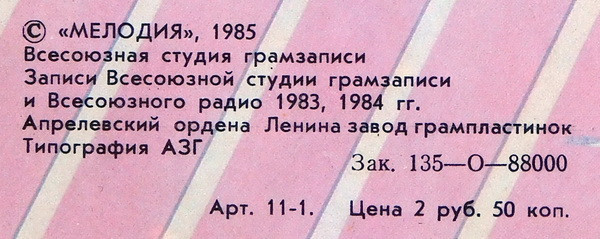 © «МЕЛОДИЯ», 1985
Всесоюзная студия грамзаписи
Записи Всесоюзной студии грамзаписи
и Всесоюзного радио 1983, 1984 гг.
Апрелевский ордена Ленина завод грампластинок
Типография АЗГ
Зак. 135—О—88000
Арт. 11-1. Цена 2 руб. 50 коп.